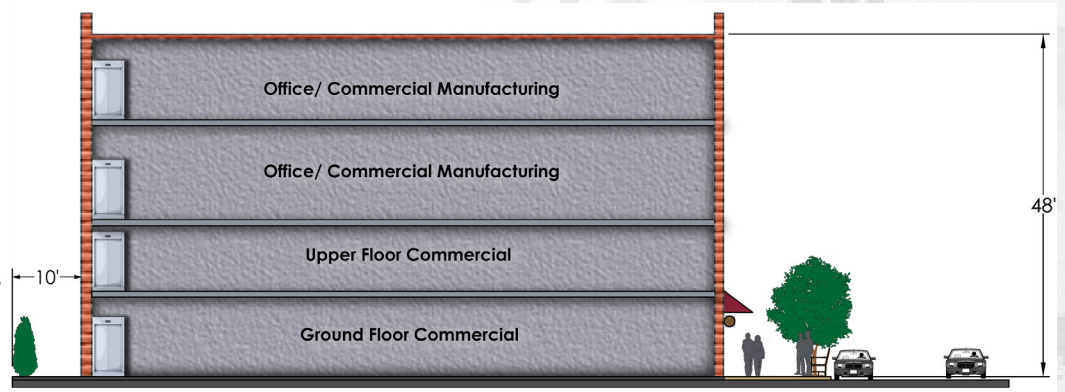 Office/ Commercial Manufacturing
Office/ Commercial Manufacturing
48'
Upper Floor Commercial
10'
Ground Floor Commercial